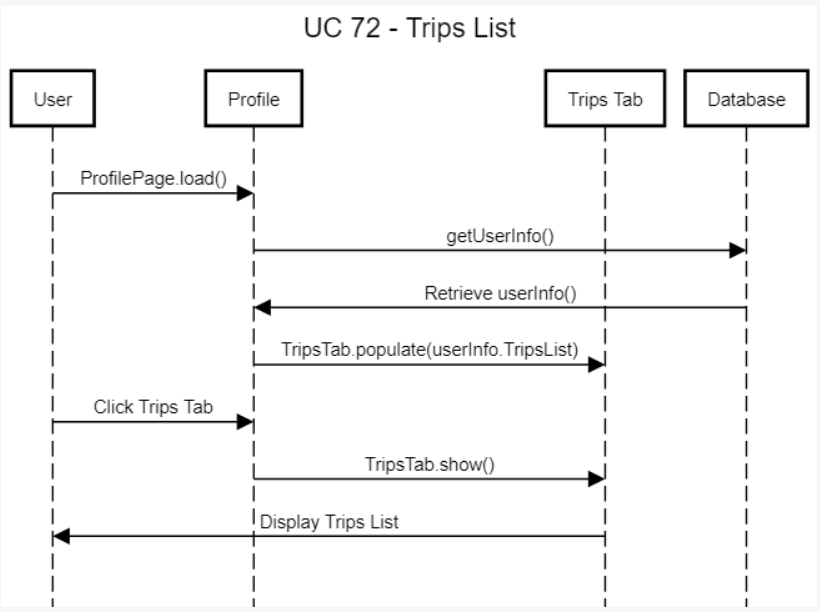 UC 72 - Trips List
User
Profile
Trips Tab
Database
ProfilePage.load()
getUserInfo()
Retrieve userInfo()
TripsTab.populate(userInfo.TripsList)
Click Trips Tab
TripsTab.show()
Display Trips List